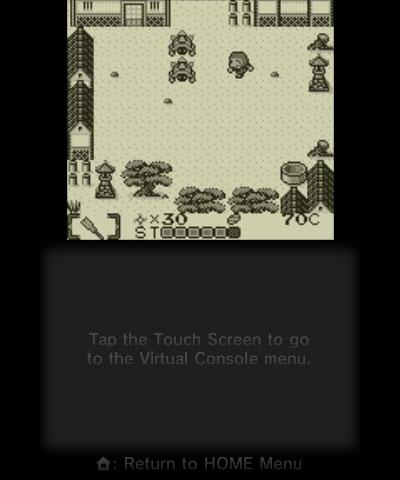 ×30
70C
ST
Tap the Touch Screen to go
to the Virtual Console menu.
: Return to HOME Menu